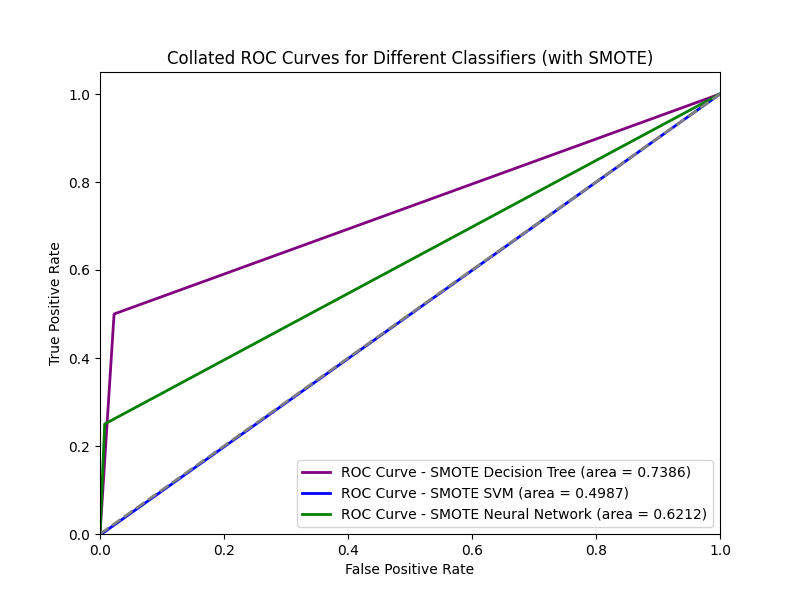 Collated ROC Curves for Different Classifiers (with SMOTE)
1.0
0.8
0.6
0.4
0.2
0.0
True Positive Rate
ROC Curve - SMOTE Decision Tree (area = 0.7386)
ROC Curve - SMOTE SVM (area = 0.4987)
ROC Curve - SMOTE Neural Network (area = 0.6212)
0.0 0.2 0.4 0.6 0.8 1.0
False Positive Rate